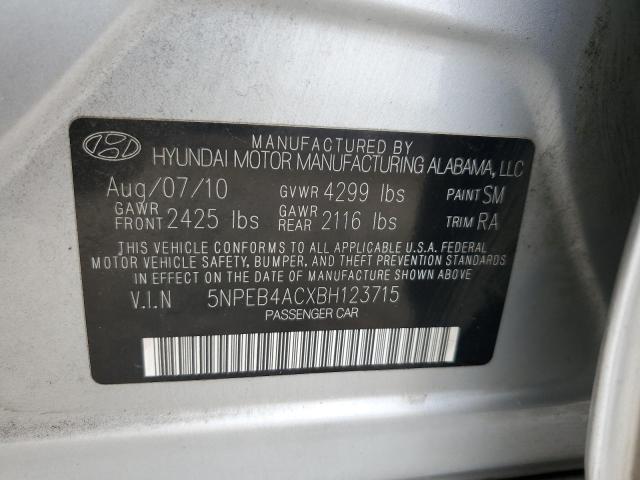 MANUFACTURED BY
HYUNDAI MOTOR MANUFACTURING ALABAMA, LLC
Aug/07/10 GVWR 4299 lbs PAINT SM
GAWR FRONT 2425 lbs GAWR REAR 2116 lbs TRIM RA
THIS VEHICLE CONFORMS TO ALL APPLICABLE U.S.A. FEDERAL
MOTOR VEHICLE SAFETY, BUMPER, AND THEFT PREVENTION STANDARDS
IN EFFECT ON THE DATE OF MANUFACTURE SHOWN ABOVE.
V.I.N 5NPEB4ACXBH123715
PASSENGER CAR